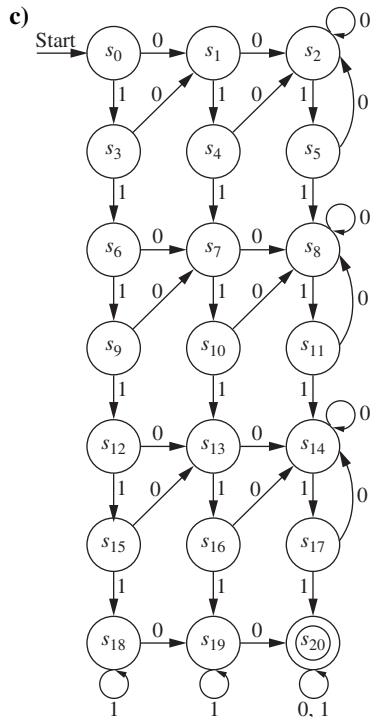 c)
0
Start s0 0 s1 0 s2
1 0 1 0 1 0
s3 s4 s5
1 1 1 0
s6 0 s7 0 s8
1 0 1 0 1 0
s9 s10 s11
1 1 1 0
s12 0 s13 0 s14
1 0 1 0 1 0
s15 s16 s17
1 1 1
s18 0 s19 0 s20
1 1 0, 1